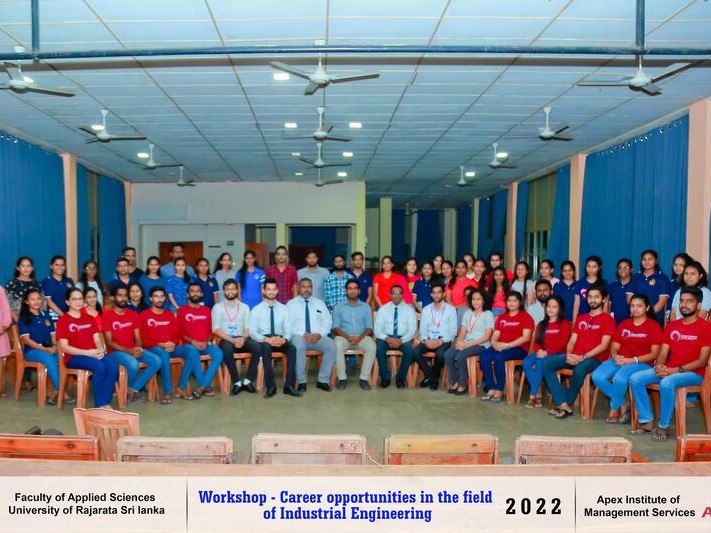 Faculty of Applied Sciences
University of Rajarata Sri lanka
Workshop - Career opportunities in the field
of Industrial Engineering
2022
Apex Institute of
Management Services